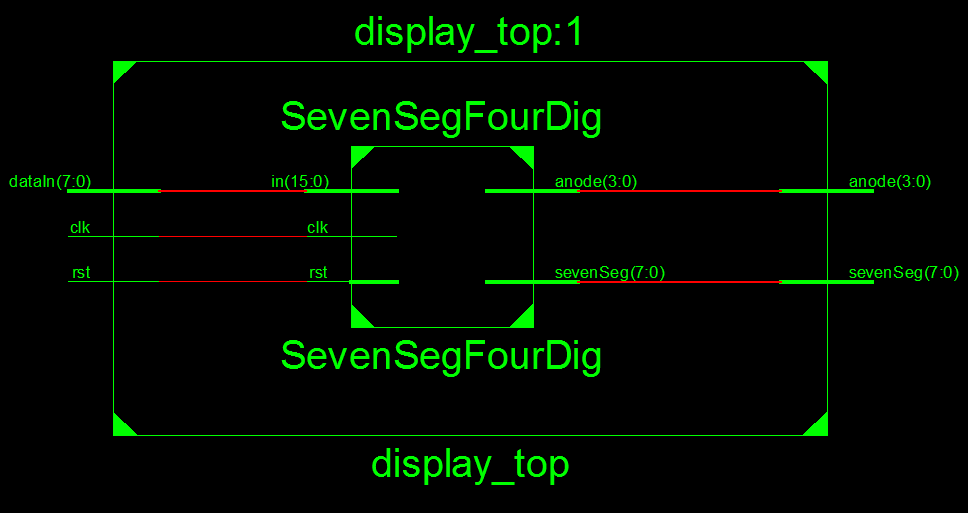 display_top:1
SevenSegFourDig
dataIn(7:0) in(15:0) anode(3:0) anode(3:0)
clk clk
rst rst sevenSeg(7:0) sevenSeg(7:0)
SevenSegFourDig
display_top